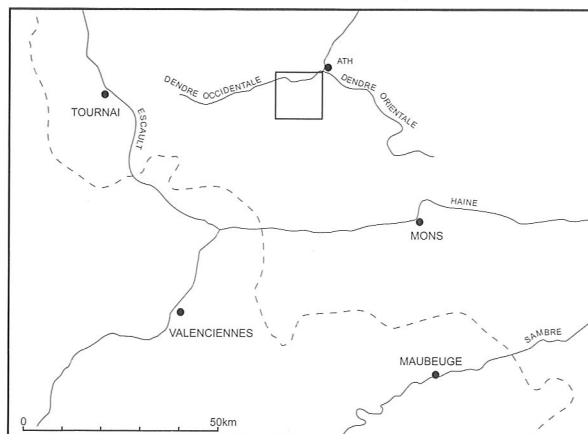 ATH
DENDRE OCCIDENTALE
DENDRE ORIENTALE
TOURNAI
ESCAULT
HAINE
MONS
VALENCIENNES
SAMBRE
MAUBEUGE
0 50km